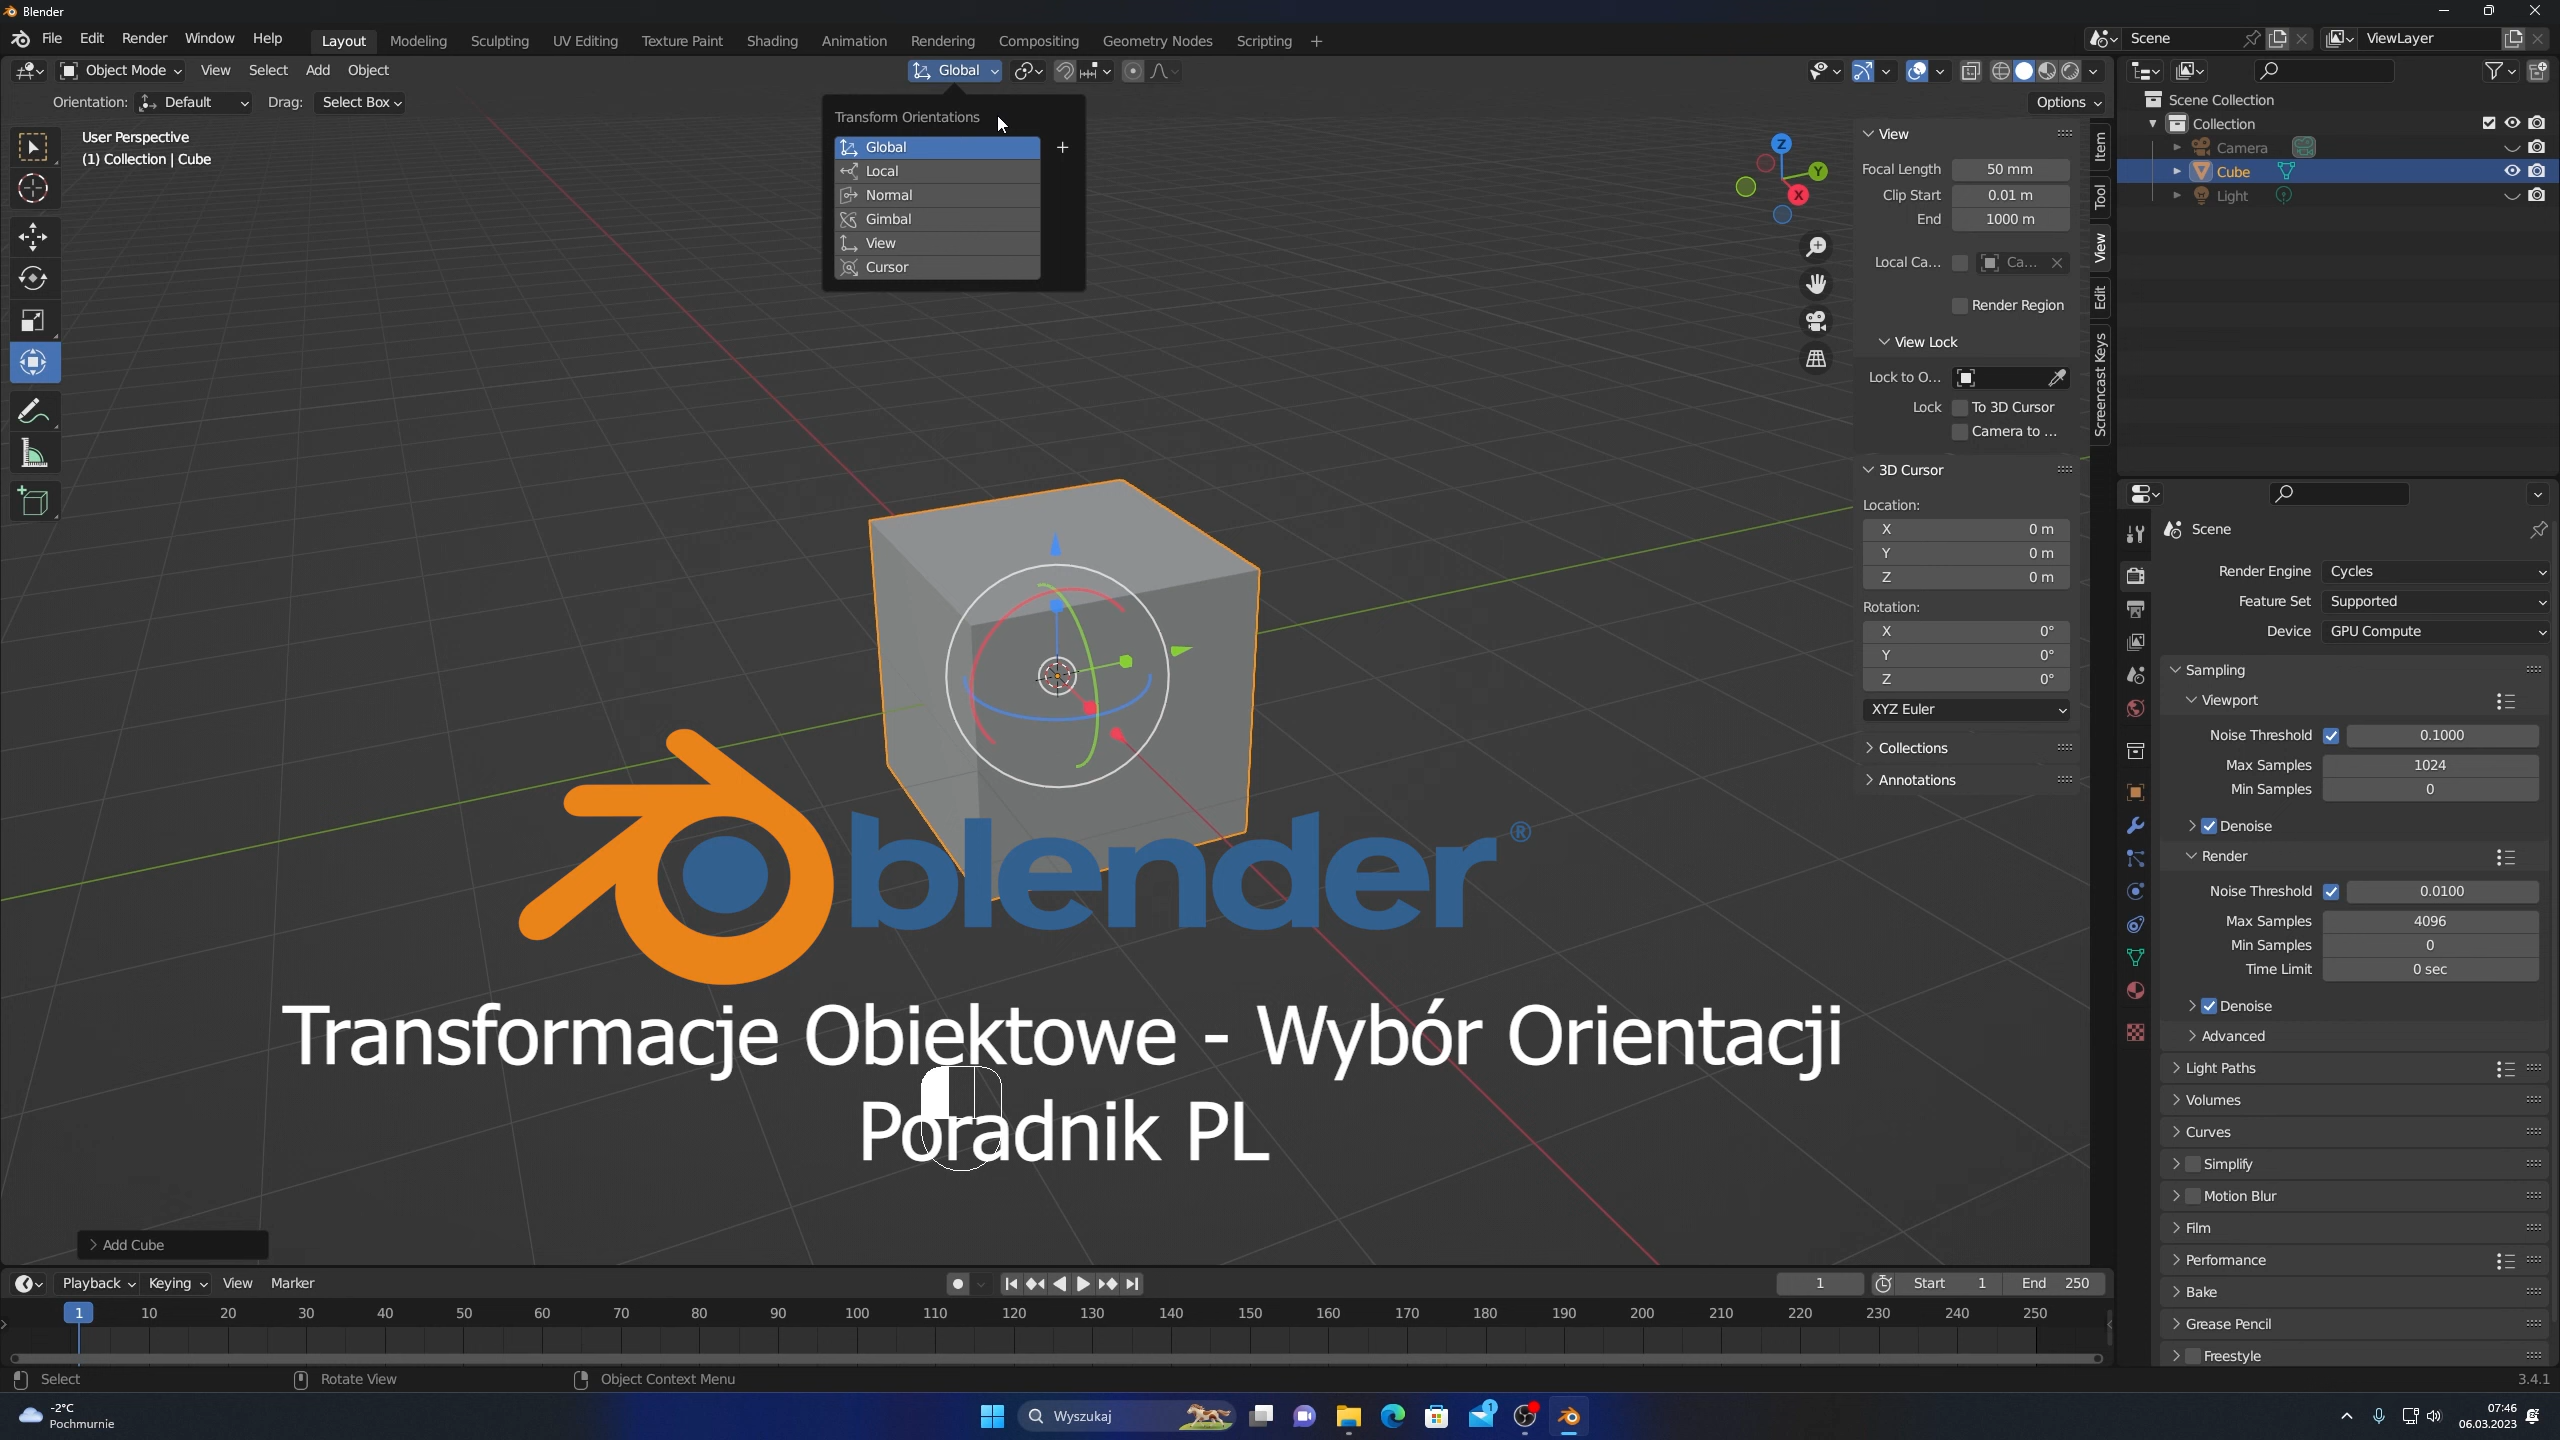 Blender
File Edit Render Window Help Layout Modeling Sculpting UV Editing Texture Paint Shading Animation Rendering Compositing Geometry Nodes Scripting + Scene ViewLayer
Object Mode View Select Add Object Global
Orientation: Default Drag: Select Box Options
User Perspective
(1) Collection | Cube
Transform Orientations
Global
Local
Normal
Gimbal
View
Cursor
Z
Y
X
View
Focal Length 50 mm
Clip Start 0.01 m
End 1000 m
Local Ca... Ca...
Render Region
View Lock
Lock to O...
Lock To 3D Cursor
Camera to ...
3D Cursor
Location:
X 0 m
Y 0 m
Z 0 m
Rotation:
X 0°
Y 0°
Z 0°
XYZ Euler
Collections
Annotations
Item
Tool
View
Edit
Screencast Keys
Scene Collection
Collection
Camera
Cube
Light
Scene
Render Engine Cycles
Feature Set Supported
Device GPU Compute
Sampling
Viewport
Noise Threshold 0.1000
Max Samples 1024
Min Samples 0
Denoise
Render
Noise Threshold 0.0100
Max Samples 4096
Min Samples 0
Time Limit 0 sec
Denoise
Advanced
Light Paths
Volumes
Curves
Simplify
Motion Blur
Film
Performance
Bake
Grease Pencil
Freestyle
blender®
Transformacje Obiektowe - Wybór Orientacji
Poradnik PL
Add Cube
Playback Keying View Marker 1 Start 1 End 250
1 10 20 30 40 50 60 70 80 90 100 110 120 130 140 150 160 170 180 190 200 210 220 230 240 250
Select Rotate View Object Context Menu 3.4.1
-2°C
Pochmurnie
Wyszukaj
1
07:46
06.03.2023